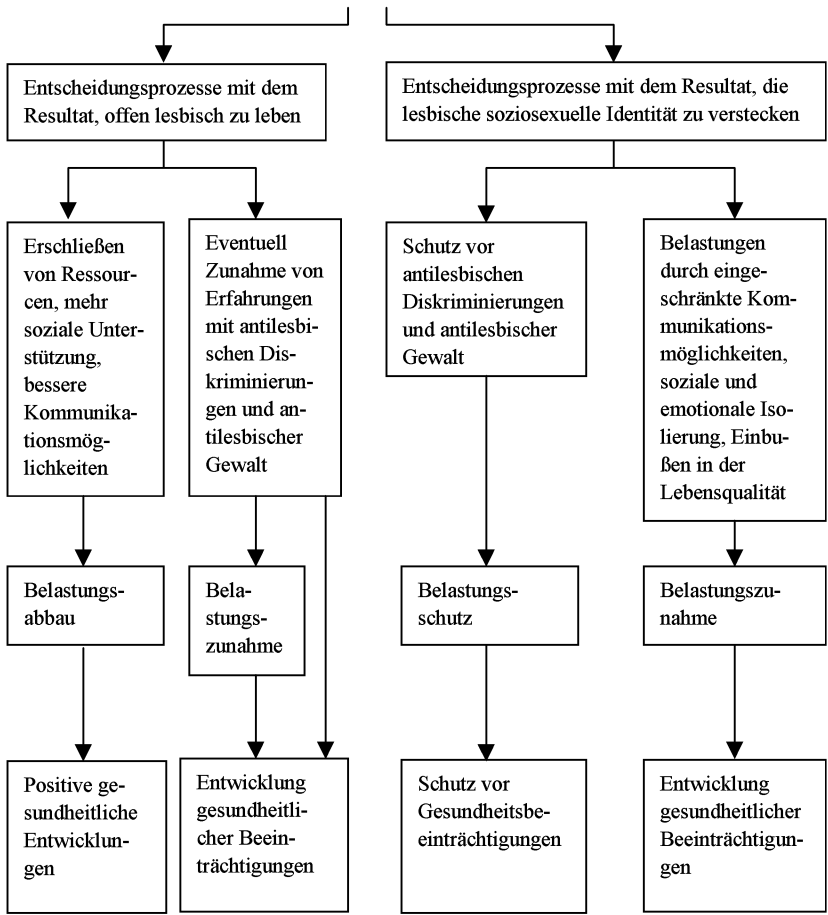 Entscheidungsprozesse mit dem
Resultat, offen lesbisch zu leben
Entscheidungsprozesse mit dem Resultat, die
lesbische soziosexuelle Identität zu verstecken
Erschließen
von Ressour-
cen, mehr
soziale Unter-
stützung,
bessere
Kommunika-
tionsmög-
lichkeiten
Eventuell
Zunahme von
Erfahrungen
mit antilesbi-
schen Dis-
kriminierun-
gen und an-
tilesbischer
Gewalt
Schutz vor
antilesbischen
Diskriminierungen
und antilesbischer
Gewalt
Belastungen
durch einge-
schränkte Kom-
munikations-
möglichkeiten,
soziale und
emotionale Iso-
lierung, Einbu-
ßen in der
Lebensqualität
Belastungs-
abbau
Bela-
stungs-
zunahme
Belastungs-
schutz
Belastungszu-
nahme
Positive ge-
sundheitliche
Entwicklun-
gen
Entwicklung
gesundheitli-
cher Beein-
trächtigungen
Schutz vor
Gesundheitsbe-
einträchtigungen
Entwicklung
gesundheitlicher
Beeinträchtigun-
gen